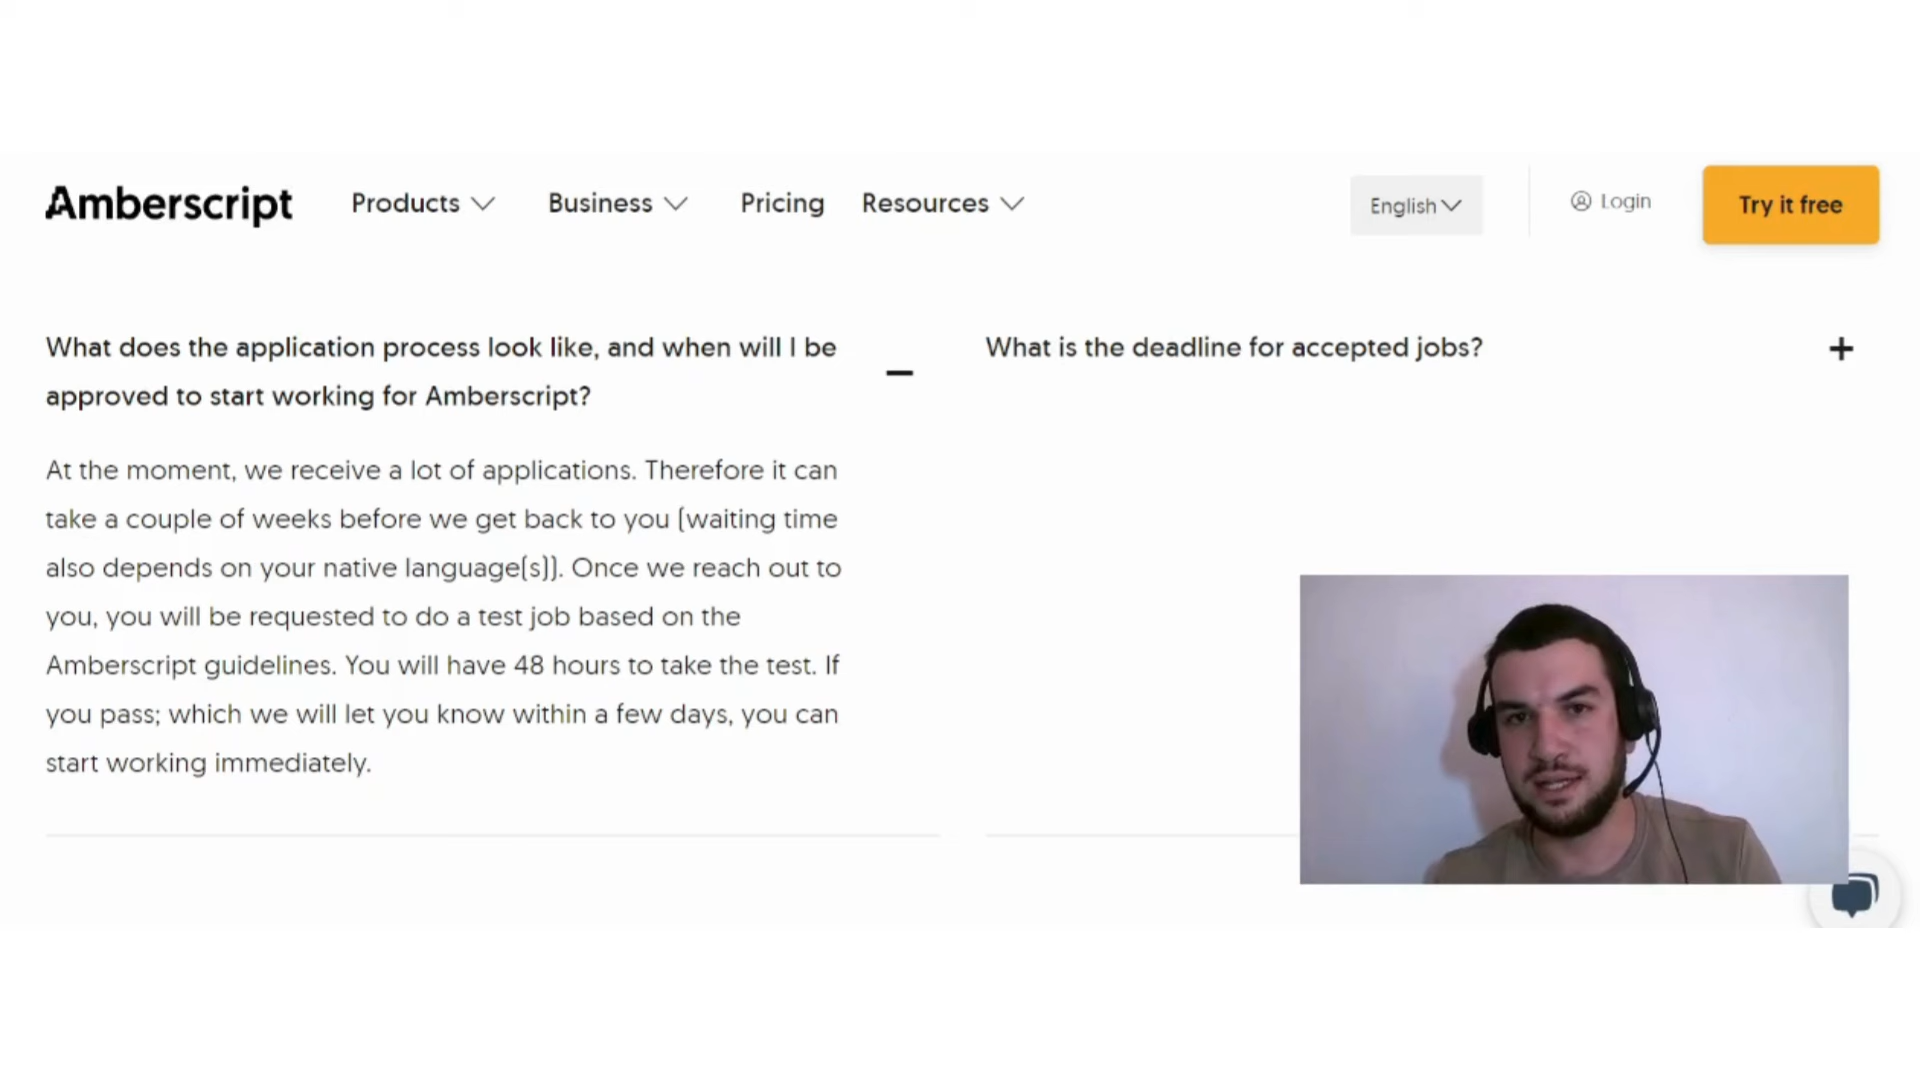 Amberscript
Products
Business
Pricing
Resources
English
Login
Try it free
What does the application process look like, and when will I be
approved to start working for Amberscript?
At the moment, we receive a lot of applications. Therefore it can
take a couple of weeks before we get back to you (waiting time
also depends on your native language(s)). Once we reach out to
you, you will be requested to do a test job based on the
Amberscript guidelines. You will have 48 hours to take the test. If
you pass; which we will let you know within a few days, you can
start working immediately.
What is the deadline for accepted jobs?